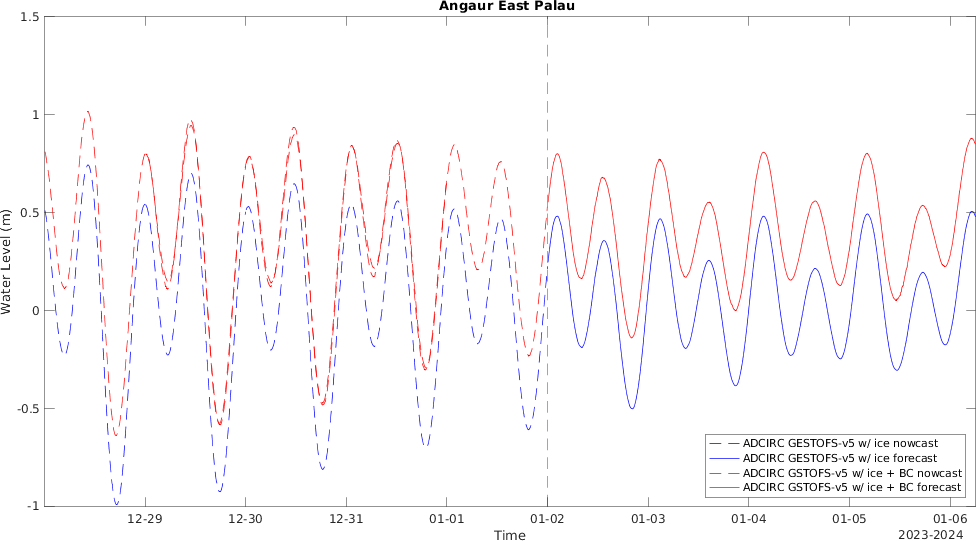 Angaur East Palau
1.5
1
0.5
0
-0.5
-1
Water Level (m)
ADCIRC GESTOFS-v5 w/ ice nowcast
ADCIRC GESTOFS-v5 w/ ice forecast
ADCIRC GSTOFS-v5 w/ ice + BC nowcast
ADCIRC GSTOFS-v5 w/ ice + BC forecast
12-29 12-30 12-31 01-01 01-02 01-03 01-04 01-05 01-06
Time
2023-2024